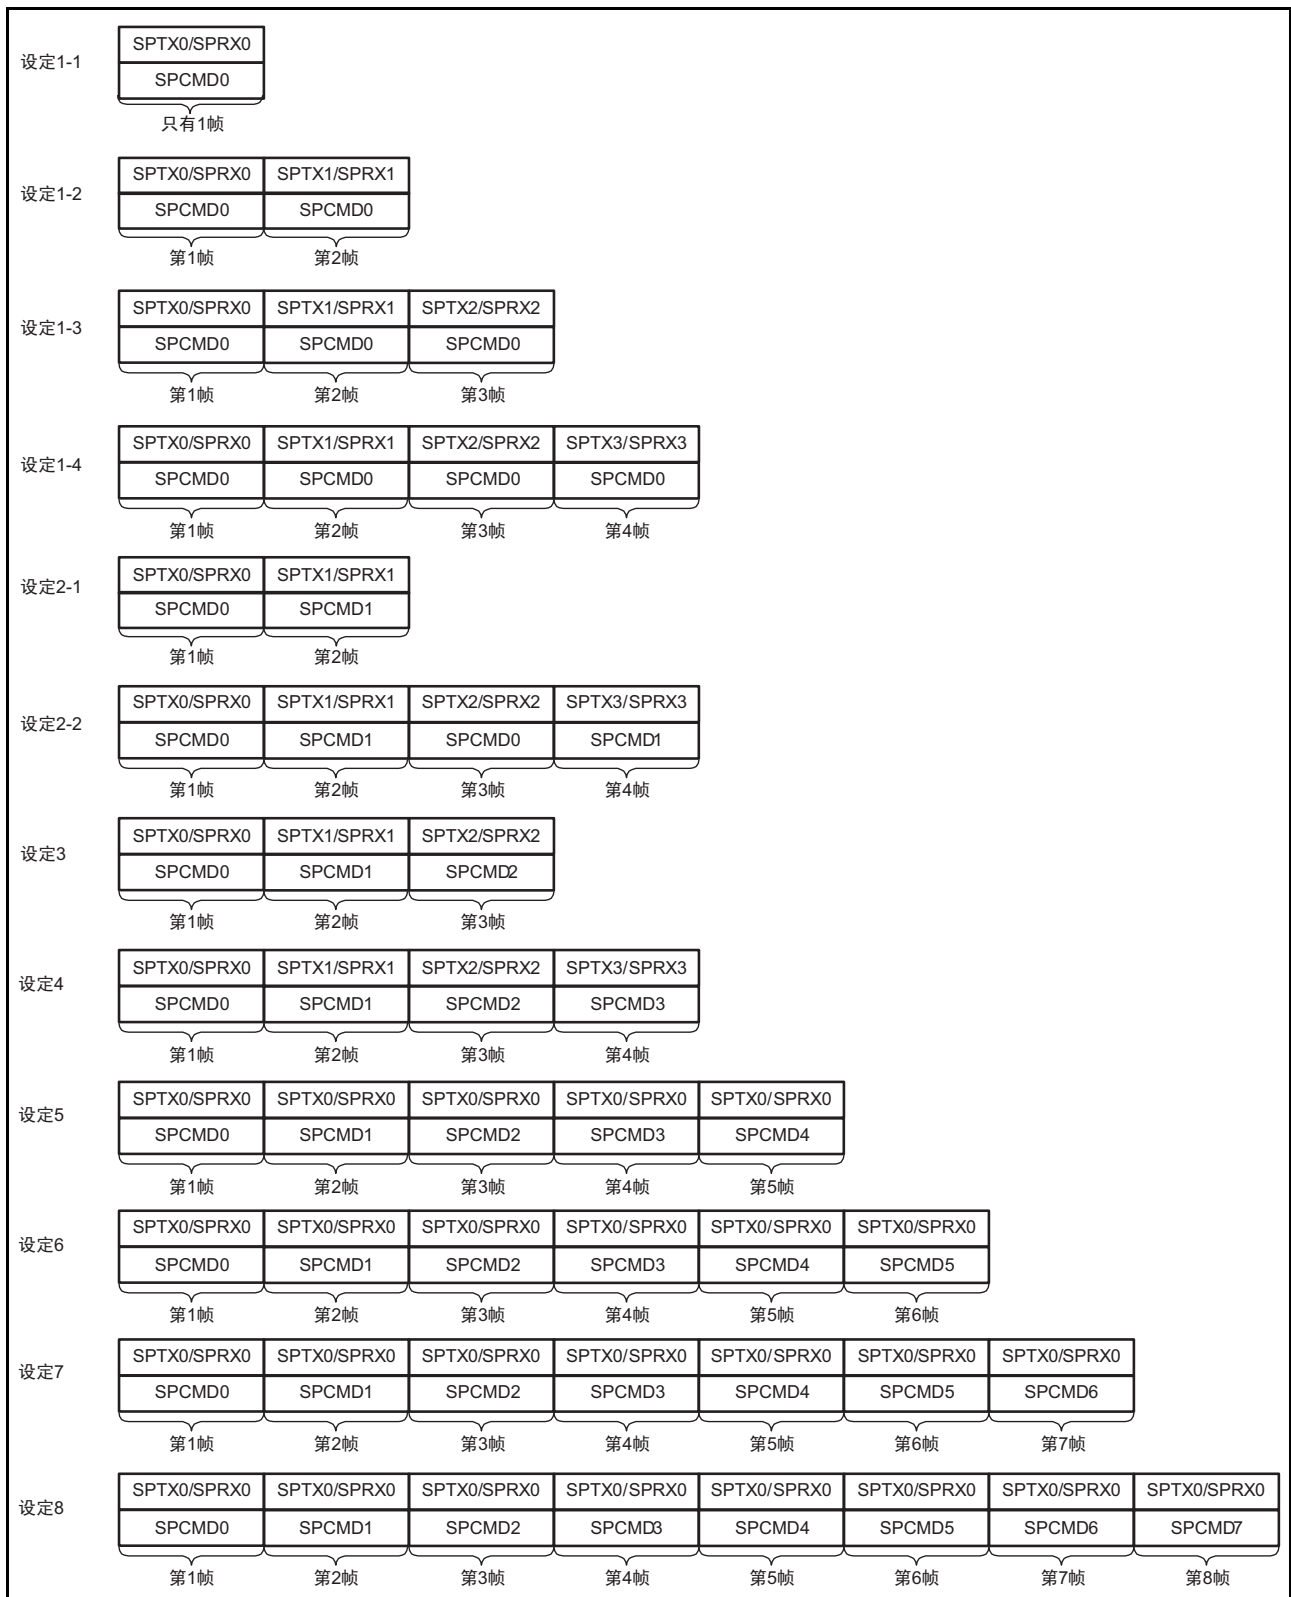 设定1-1
SPTX0/SPRX0
SPCMD0
只有1帧
设定1-2
SPTX0/SPRX0 SPTX1/SPRX1
SPCMD0 SPCMD0
第1帧 第2帧
设定1-3
SPTX0/SPRX0 SPTX1/SPRX1 SPTX2/SPRX2
SPCMD0 SPCMD0 SPCMD0
第1帧 第2帧 第3帧
设定1-4
SPTX0/SPRX0 SPTX1/SPRX1 SPTX2/SPRX2 SPTX3/SPRX3
SPCMD0 SPCMD0 SPCMD0 SPCMD0
第1帧 第2帧 第3帧 第4帧
设定2-1
SPTX0/SPRX0 SPTX1/SPRX1
SPCMD0 SPCMD1
第1帧 第2帧
设定2-2
SPTX0/SPRX0 SPTX1/SPRX1 SPTX2/SPRX2 SPTX3/SPRX3
SPCMD0 SPCMD1 SPCMD0 SPCMD1
第1帧 第2帧 第3帧 第4帧
设定3
SPTX0/SPRX0 SPTX1/SPRX1 SPTX2/SPRX2
SPCMD0 SPCMD1 SPCMD2
第1帧 第2帧 第3帧
设定4
SPTX0/SPRX0 SPTX1/SPRX1 SPTX2/SPRX2 SPTX3/SPRX3
SPCMD0 SPCMD1 SPCMD2 SPCMD3
第1帧 第2帧 第3帧 第4帧
设定5
SPTX0/SPRX0 SPTX0/SPRX0 SPTX0/SPRX0 SPTX0/SPRX0 SPTX0/SPRX0
SPCMD0 SPCMD1 SPCMD2 SPCMD3 SPCMD4
第1帧 第2帧 第3帧 第4帧 第5帧
设定6
SPTX0/SPRX0 SPTX0/SPRX0 SPTX0/SPRX0 SPTX0/SPRX0 SPTX0/SPRX0 SPTX0/SPRX0
SPCMD0 SPCMD1 SPCMD2 SPCMD3 SPCMD4 SPCMD5
第1帧 第2帧 第3帧 第4帧 第5帧 第6帧
设定7
SPTX0/SPRX0 SPTX0/SPRX0 SPTX0/SPRX0 SPTX0/SPRX0 SPTX0/SPRX0 SPTX0/SPRX0 SPTX0/SPRX0
SPCMD0 SPCMD1 SPCMD2 SPCMD3 SPCMD4 SPCMD5 SPCMD6
第1帧 第2帧 第3帧 第4帧 第5帧 第6帧 第7帧
设定8
SPTX0/SPRX0 SPTX0/SPRX0 SPTX0/SPRX0 SPTX0/SPRX0 SPTX0/SPRX0 SPTX0/SPRX0 SPTX0/SPRX0 SPTX0/SPRX0
SPCMD0 SPCMD1 SPCMD2 SPCMD3 SPCMD4 SPCMD5 SPCMD6 SPCMD7
第1帧 第2帧 第3帧 第4帧 第5帧 第6帧 第7帧 第8帧